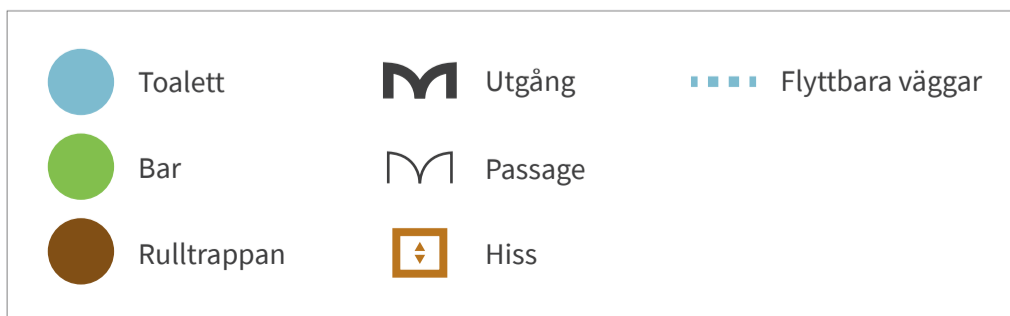 Toalett
Bar
Rulltrappan
Utgång
Passage
Hiss
Flyttbara väggar